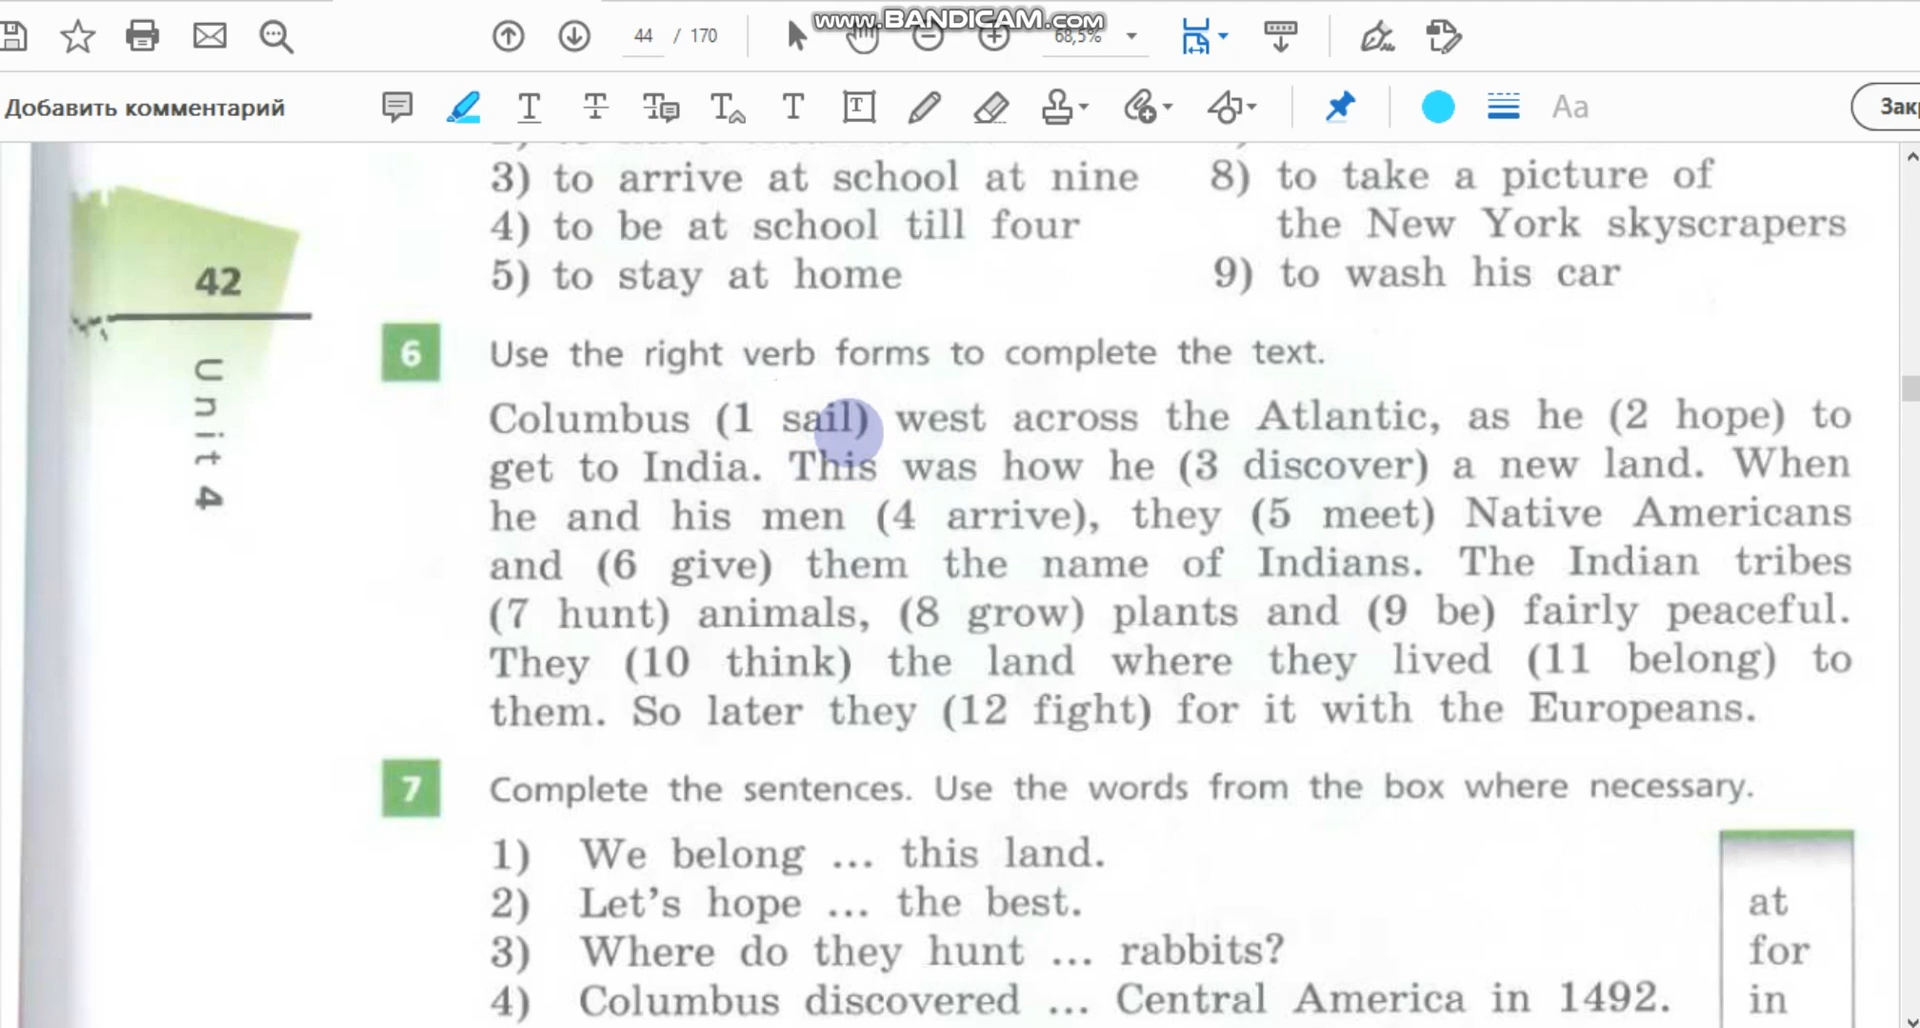 www.BANDICAM.com
44 / 170
68,5%
Добавить комментарий
Aa
3) to arrive at school at nine
4) to be at school till four
5) to stay at home
8) to take a picture of
the New York skyscrapers
9) to wash his car
42
Unit 4
6 Use the right verb forms to complete the text.
Columbus (1 sail) west across the Atlantic, as he (2 hope) to
get to India. This was how he (3 discover) a new land. When
he and his men (4 arrive), they (5 meet) Native Americans
and (6 give) them the name of Indians. The Indian tribes
(7 hunt) animals, (8 grow) plants and (9 be) fairly peaceful.
They (10 think) the land where they lived (11 belong) to
them. So later they (12 fight) for it with the Europeans.
7 Complete the sentences. Use the words from the box where necessary.
1) We belong ... this land.
2) Let's hope ... the best.
3) Where do they hunt ... rabbits?
4) Columbus discovered ... Central America in 1492.
at
for
in